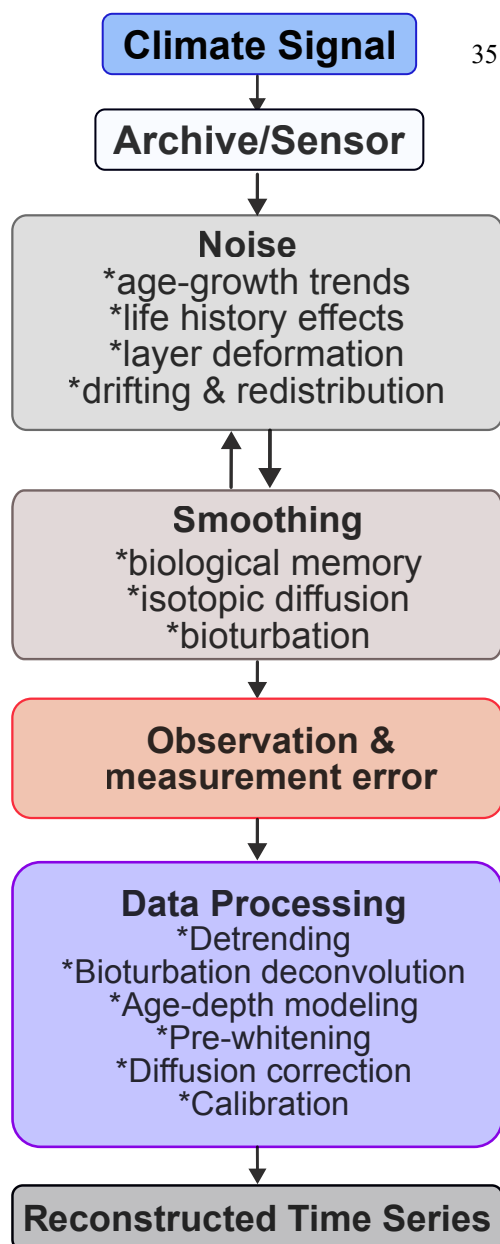 Climate Signal
35
Archive/Sensor
Noise
*age-growth trends
*life history effects
*layer deformation
*drifting & redistribution
Smoothing
*biological memory
*isotopic diffusion
*bioturbation
Observation &
measurement error
Data Processing
*Detrending
*Bioturbation deconvolution
*Age-depth modeling
*Pre-whitening
*Diffusion correction
*Calibration
Reconstructed Time Series